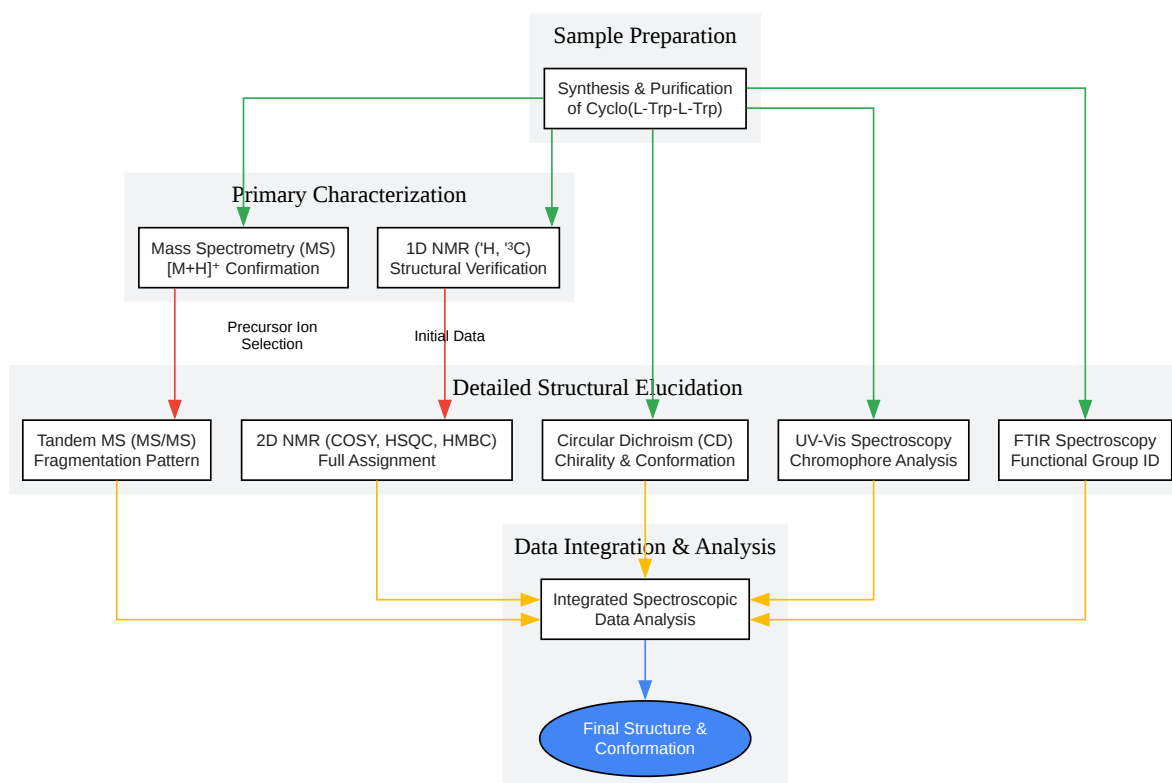 Sample Preparation
Synthesis & Purification
of Cyclo(L-Trp-L-Trp)
Primary Characterization
Mass Spectrometry (MS)
[M+H]⁺ Confirmation
1D NMR ('H, '³C)
Structural Verification
Precursor Ion
Selection
Initial Data
Detailed Structural Elucidation
Tandem MS (MS/MS)
Fragmentation Pattern
2D NMR (COSY, HSQC, HMBC)
Full Assignment
Circular Dichroism (CD)
Chirality & Conformation
UV-Vis Spectroscopy
Chromophore Analysis
FTIR Spectroscopy
Functional Group ID
Data Integration & Analysis
Integrated Spectroscopic
Data Analysis
Final Structure &
Conformation